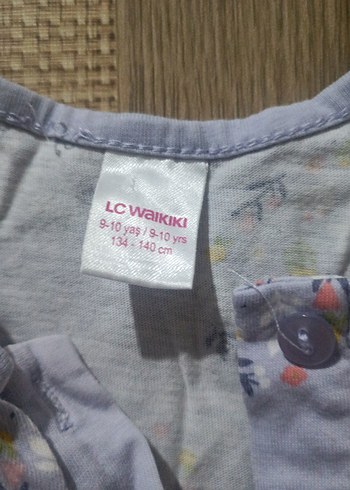 LC WAIKIKI
9-10 yaş / 9-10 yrs
134 - 140 cm